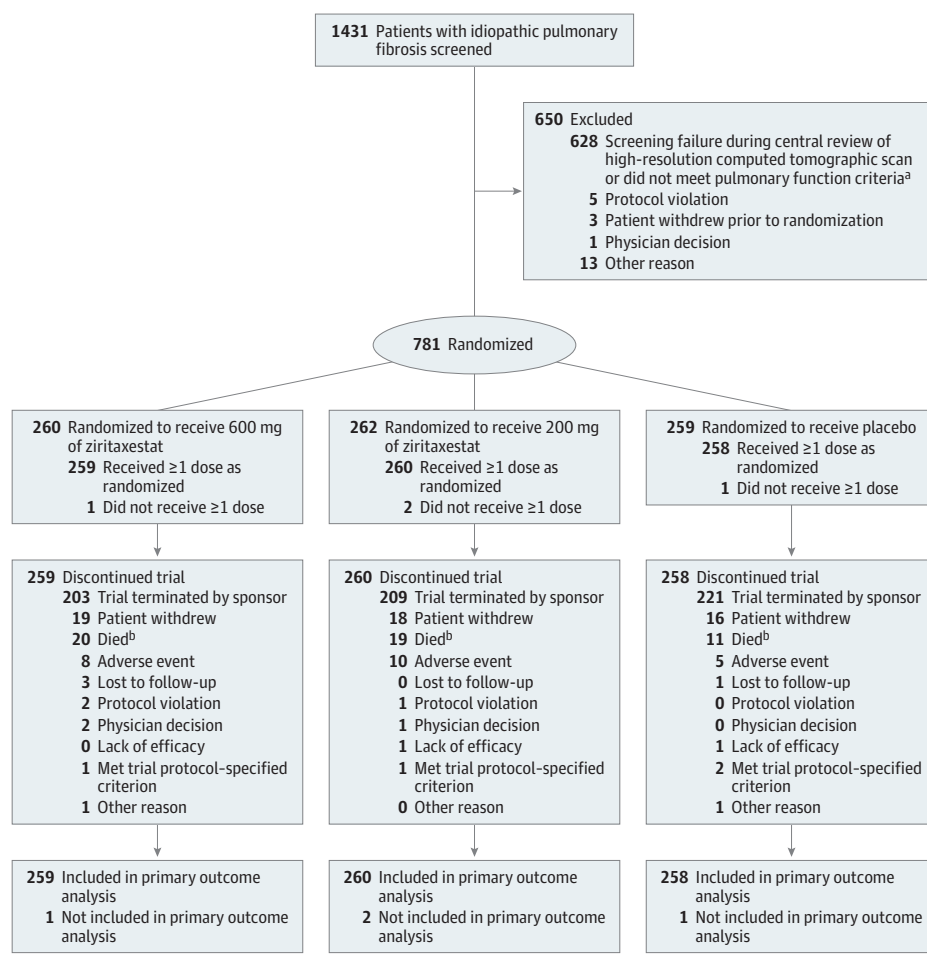 1431 Patients with idiopathic pulmonary
fibrosis screened
650 Excluded
628 Screening failure during central review of
high-resolution computed tomographic scan
or did not meet pulmonary function criteriaᵃ
5 Protocol violation
3 Patient withdrew prior to randomization
1 Physician decision
13 Other reason
781 Randomized
260 Randomized to receive 600 mg
of ziritaxestat
259 Received ≥1 dose as
randomized
1 Did not receive ≥1 dose
262 Randomized to receive 200 mg
of ziritaxestat
260 Received ≥1 dose as
randomized
2 Did not receive ≥1 dose
259 Randomized to receive placebo
258 Received ≥1 dose as
randomized
1 Did not receive ≥1 dose
259 Discontinued trial
203 Trial terminated by sponsor
19 Patient withdrew
20 Diedᵇ
8 Adverse event
3 Lost to follow-up
2 Protocol violation
2 Physician decision
0 Lack of efficacy
1 Met trial protocol-specified
criterion
1 Other reason
260 Discontinued trial
209 Trial terminated by sponsor
18 Patient withdrew
19 Diedᵇ
10 Adverse event
0 Lost to follow-up
1 Protocol violation
1 Physician decision
1 Lack of efficacy
1 Met trial protocol-specified
criterion
0 Other reason
258 Discontinued trial
221 Trial terminated by sponsor
16 Patient withdrew
11 Diedᵇ
5 Adverse event
1 Lost to follow-up
0 Protocol violation
0 Physician decision
1 Lack of efficacy
2 Met trial protocol-specified
criterion
1 Other reason
259 Included in primary outcome
analysis
1 Not included in primary outcome
analysis
260 Included in primary outcome
analysis
2 Not included in primary outcome
analysis
258 Included in primary outcome
analysis
1 Not included in primary outcome
analysis